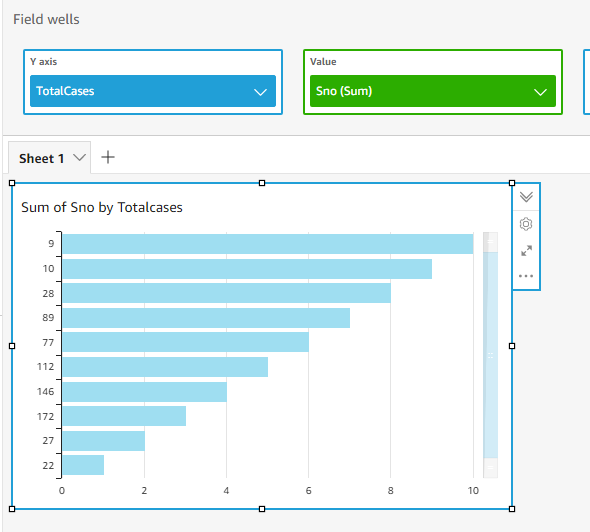 Field wells
Y axis
TotalCases
Value
Sno (Sum)
Sheet 1
Sum of Sno by Totalcases
9
10
28
89
77
112
146
172
27
22
0 2 4 6 8 10